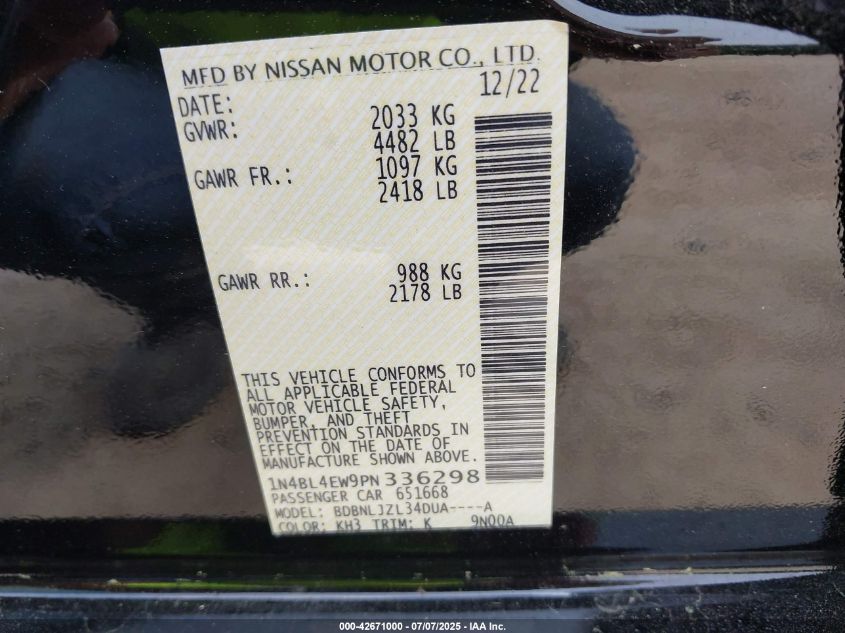 MFD BY NISSAN MOTOR CO., LTD.
DATE: 12/22
GVWR: 2033 KG
4482 LB
GAWR FR.: 1097 KG
2418 LB
GAWR RR.: 988 KG
2178 LB
THIS VEHICLE CONFORMS TO
ALL APPLICABLE FEDERAL
MOTOR VEHICLE SAFETY,
BUMPER, AND THEFT
PREVENTION STANDARDS IN
EFFECT ON THE DATE OF
MANUFACTURE SHOWN ABOVE.
1N4BL4EW9PN336298
PASSENGER CAR 651668
MODEL: BDBNLJZL34DUA----A
COLOR: KH3 TRIM: K 9N00A
000-42671000 - 07/07/2025 - IAA Inc.